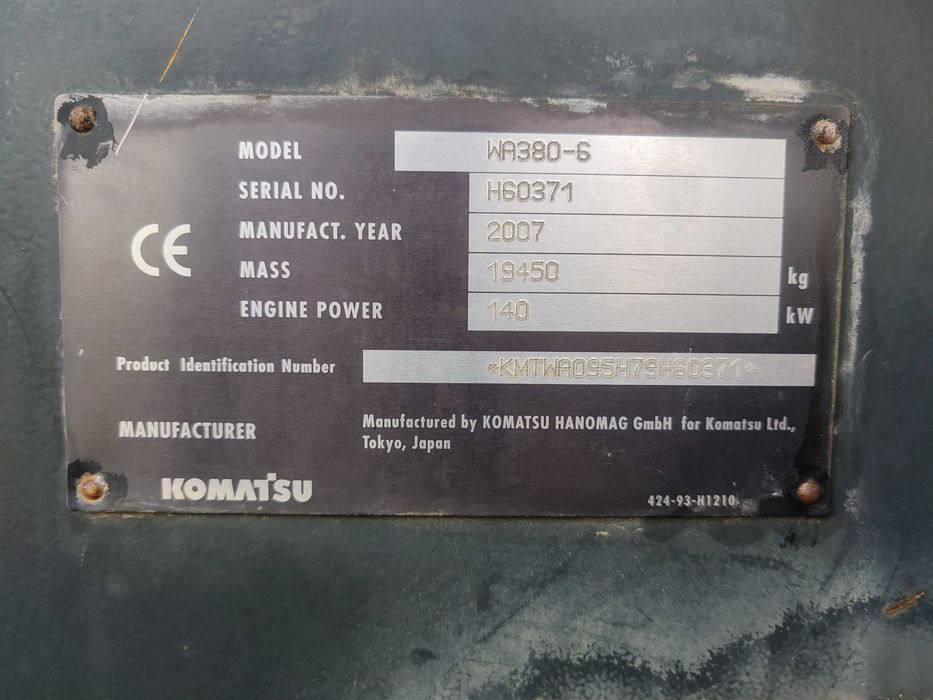 MODEL WA380-6
SERIAL NO. H60371
MANUFACT. YEAR 2007
CE
MASS 19450 kg
ENGINE POWER 140 kW
Product Identification Number *KMTWA095H79H60371*
MANUFACTURER Manufactured by KOMATSU HANOMAG GmbH for Komatsu Ltd.,
Tokyo, Japan
KOMATSU
424-93-H1210